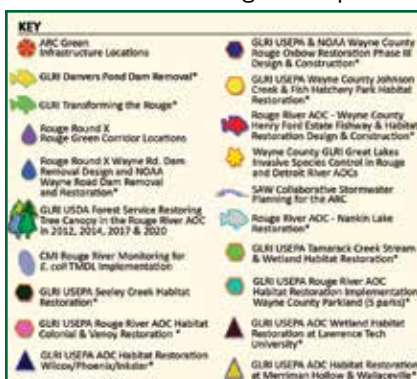 KEY
ARC Green
Infrastructure Locations
GLRI Danvers Pond Dam Removal*
GLRI Transforming the Rouge*
Rouge Round X
Rouge Green Corridor Locations
Rouge Round X Wayne Rd. Dam
Removal Design and NOAA
Wayne Road Dam Removal
and Restoration*
GLRI USDA Forest Service Restoring
Tree Canopy in the Rouge River AOC
in 2012, 2014, 2017 & 2020
CMI Rouge River Monitoring for
E. coli TMDL Implementation
GLRI USEPA Seeley Creek Habitat
Restoration*
GLRI USEPA Rouge River AOC Habitat
Colonial & Venoy Restoration *
GLRI USEPA AOC Habitat Restoration
Wilcox/Phoenix/Inkster*
GLRI USEPA & NOAA Wayne County
Rouge Oxbow Restoration Phase III
Design & Construction*
GLRI USEPA Wayne County Johnson
Creek & Fish Hatchery Park Habitat
Restoration*
Rouge River AOC - Wayne County
Henry Ford Estate Fishway & Habitat
Restoration Design & Construction*
Wayne County GLRI Great Lakes
Invasive Species Control in Rouge
and Detroit River AOCs
SAW Collaborative Stormwater
Planning for the ARC
Rouge River AOC - Nankin Lake
Restoration*
GLRI USEPA Tamarack Creek Stream
& Wetland Habitat Restoration*
GLRI USEPA Rouge River AOC
Habitat Restoration Implementation
Wayne County Parkland (5 parks)*
GLRI USEPA AOC Wetland Habitat
Restoration at Lawrence Tech
University*
GLRI USEPA AOC Habitat Restoration
at Merriman Hollow & Wallaceville*